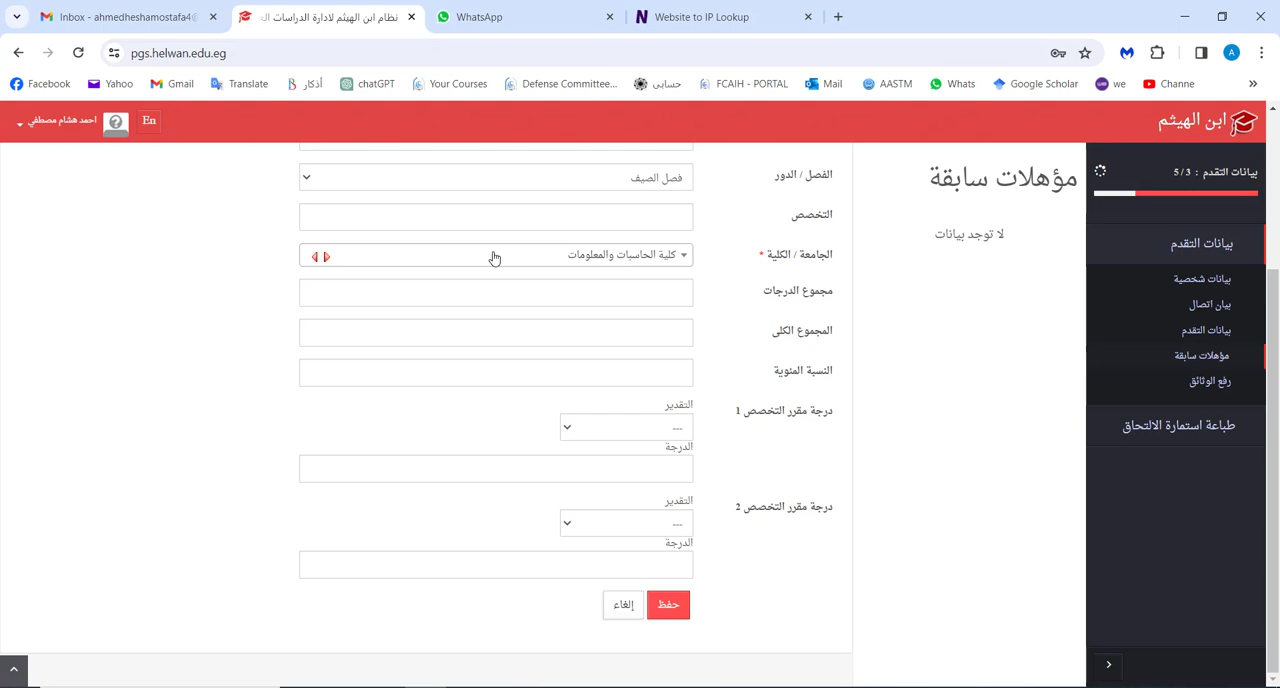 Inbox - ahmedheshamostafa4@
نظام ابن الهيثم لادارة الدراسات ال
WhatsApp
Website to IP Lookup
pgs.helwan.edu.eg
A
Facebook
Yahoo
Gmail
Translate
أذكار
chatGPT
Your Courses
Defense Committee...
حسابى
FCAIH - PORTAL
Mail
AASTM
Whats
Google Scholar
we
Channe
ابن الهيثم
En
احمد هشام مصطفي
بيانات التقدم : 5/3
بيانات التقدم
بيانات شخصية
بيان اتصال
بيانات التقدم
مؤهلات سابقة
رفع الوثائق
طباعة استمارة الالتحاق
مؤهلات سابقة
لا توجد بيانات
الفصل / الدور
فصل الصيف
التخصص
الجامعة / الكلية *
كلية الحاسبات والمعلومات
مجموع الدرجات
المجموع الكلى
النسبة المئوية
درجة مقرر التخصص 1
التقدير
---
الدرجة
درجة مقرر التخصص 2
التقدير
---
الدرجة
حفظ
إلغاء